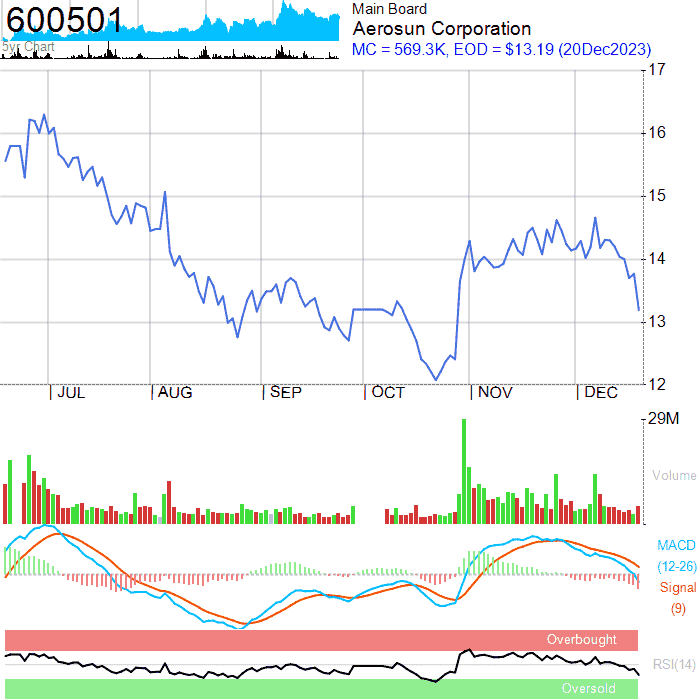 600501
5yr Chart
Main Board
Aerosun Corporation
MC = 569.3K, EOD = $13.19 (20Dec2023)
17
16
15
14
13
12
JUL AUG SEP OCT NOV DEC
29M
Volume
MACD
(12-26)
Signal
(9)
Overbought
RSI(14)
Oversold